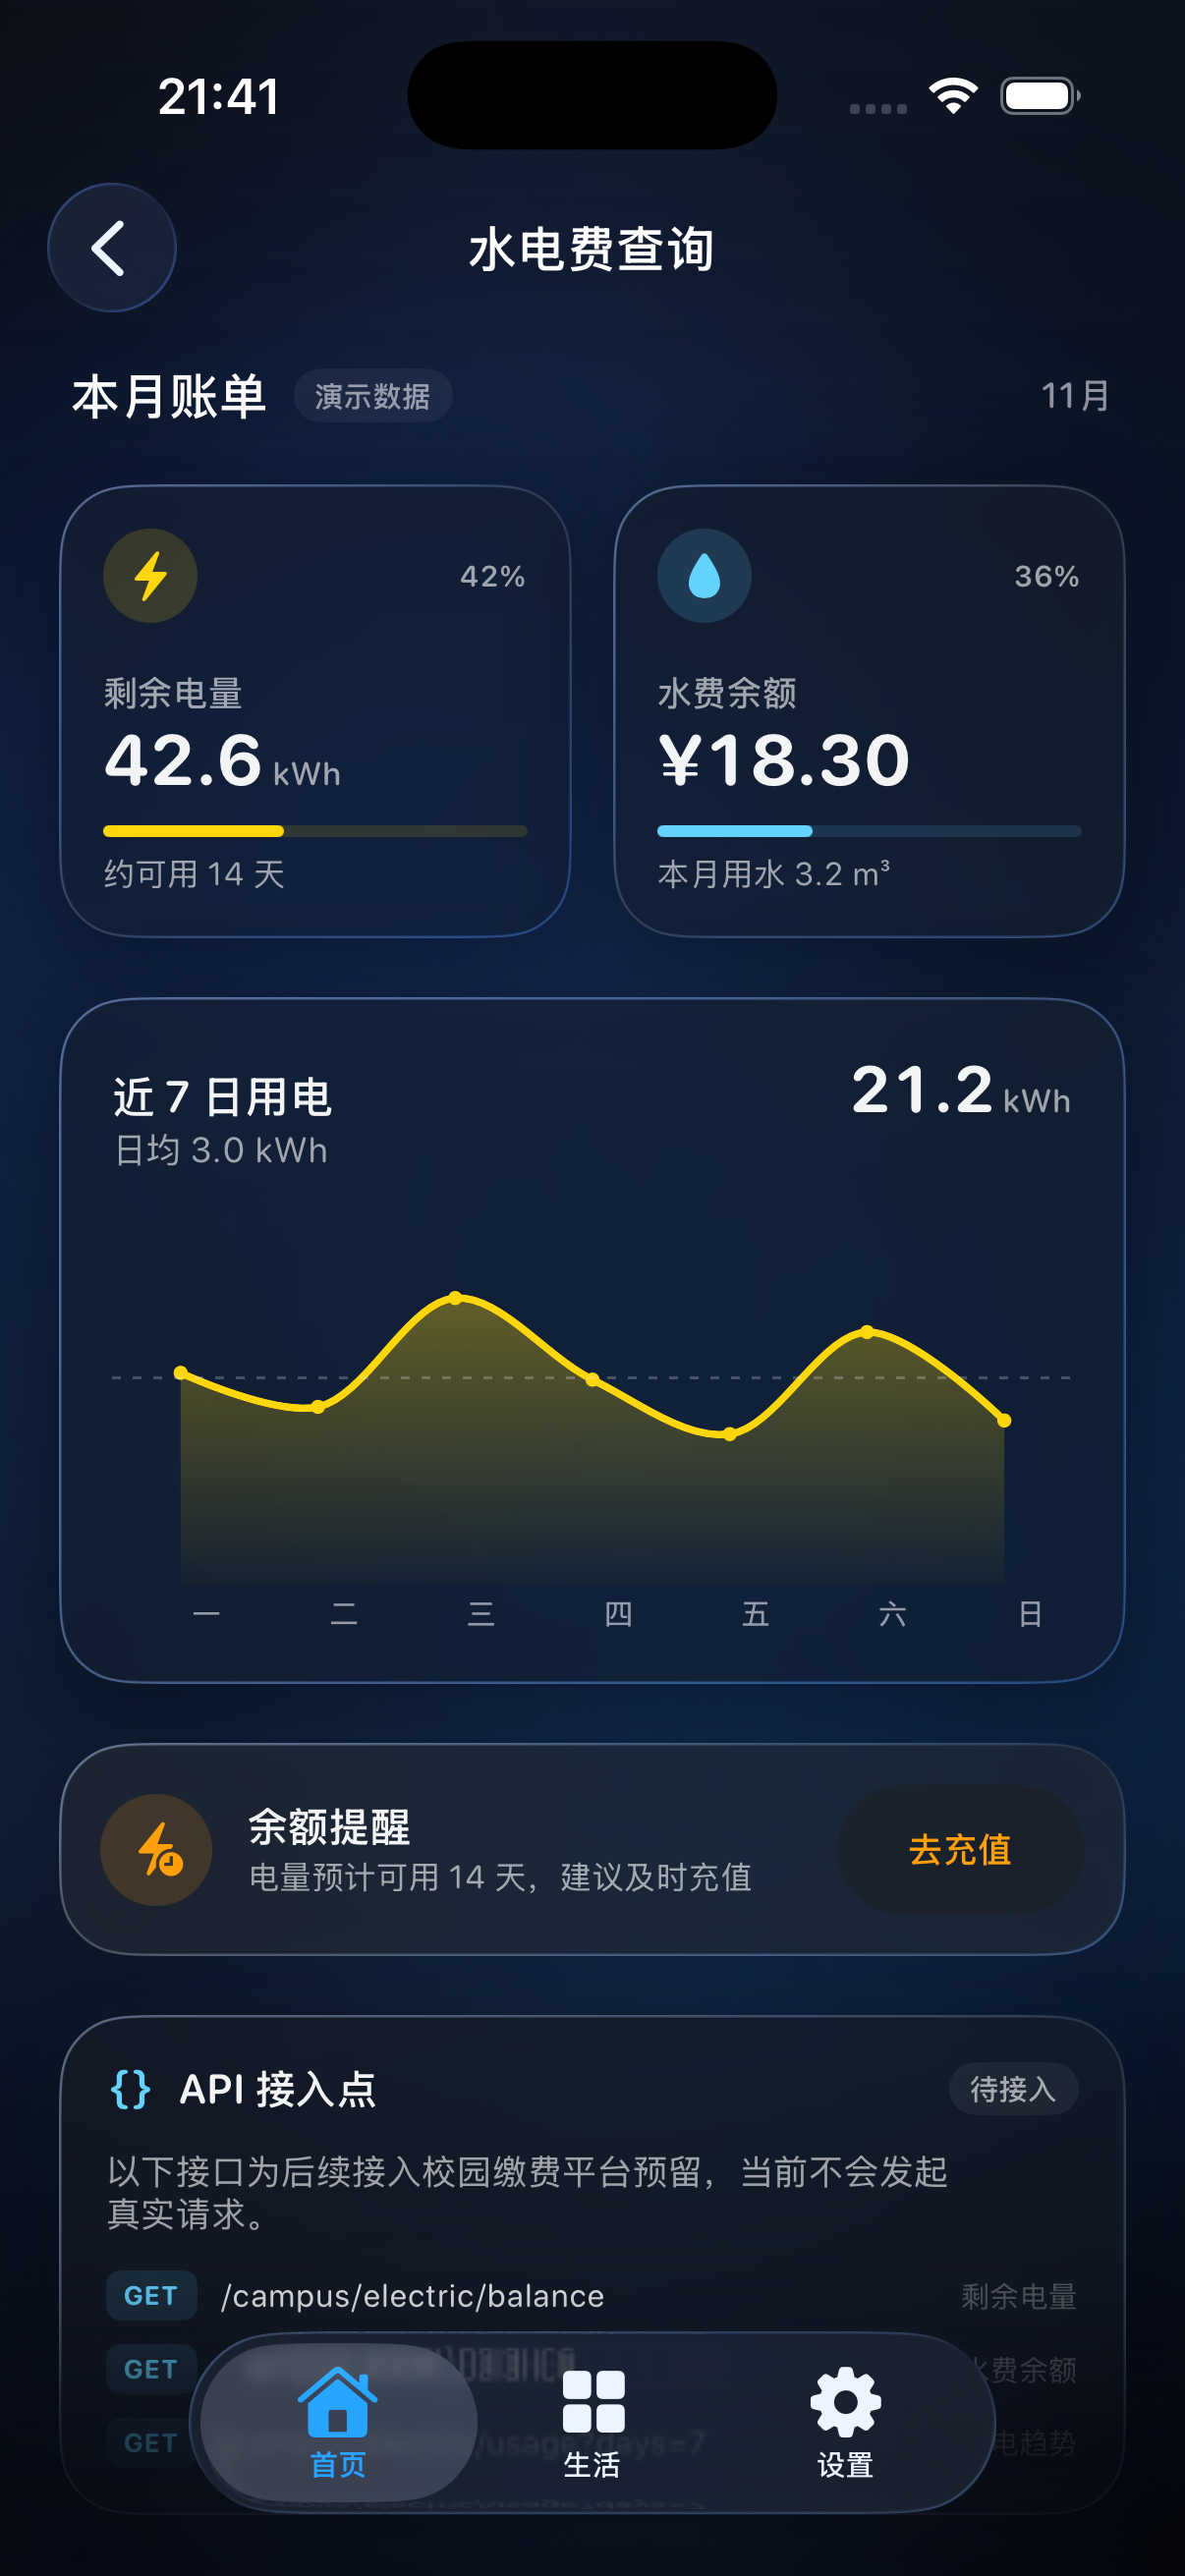 21:41
水电费查询
本月账单 演示数据 11月
42%
剩余电量
42.6 kWh
约可用 14 天
36%
水费余额
¥18.30
本月用水 3.2 m³
近 7 日用电 21.2 kWh
日均 3.0 kWh
一 二 三 四 五 六 日
余额提醒
电量预计可用 14 天，建议及时充值
去充值
{} API 接入点 待接入
以下接口为后续接入校园缴费平台预留，当前不会发起
真实请求。
GET /campus/electric/balance 剩余电量
GET 费余额
GET /usage?days=7 电趋势
首页 生活 设置